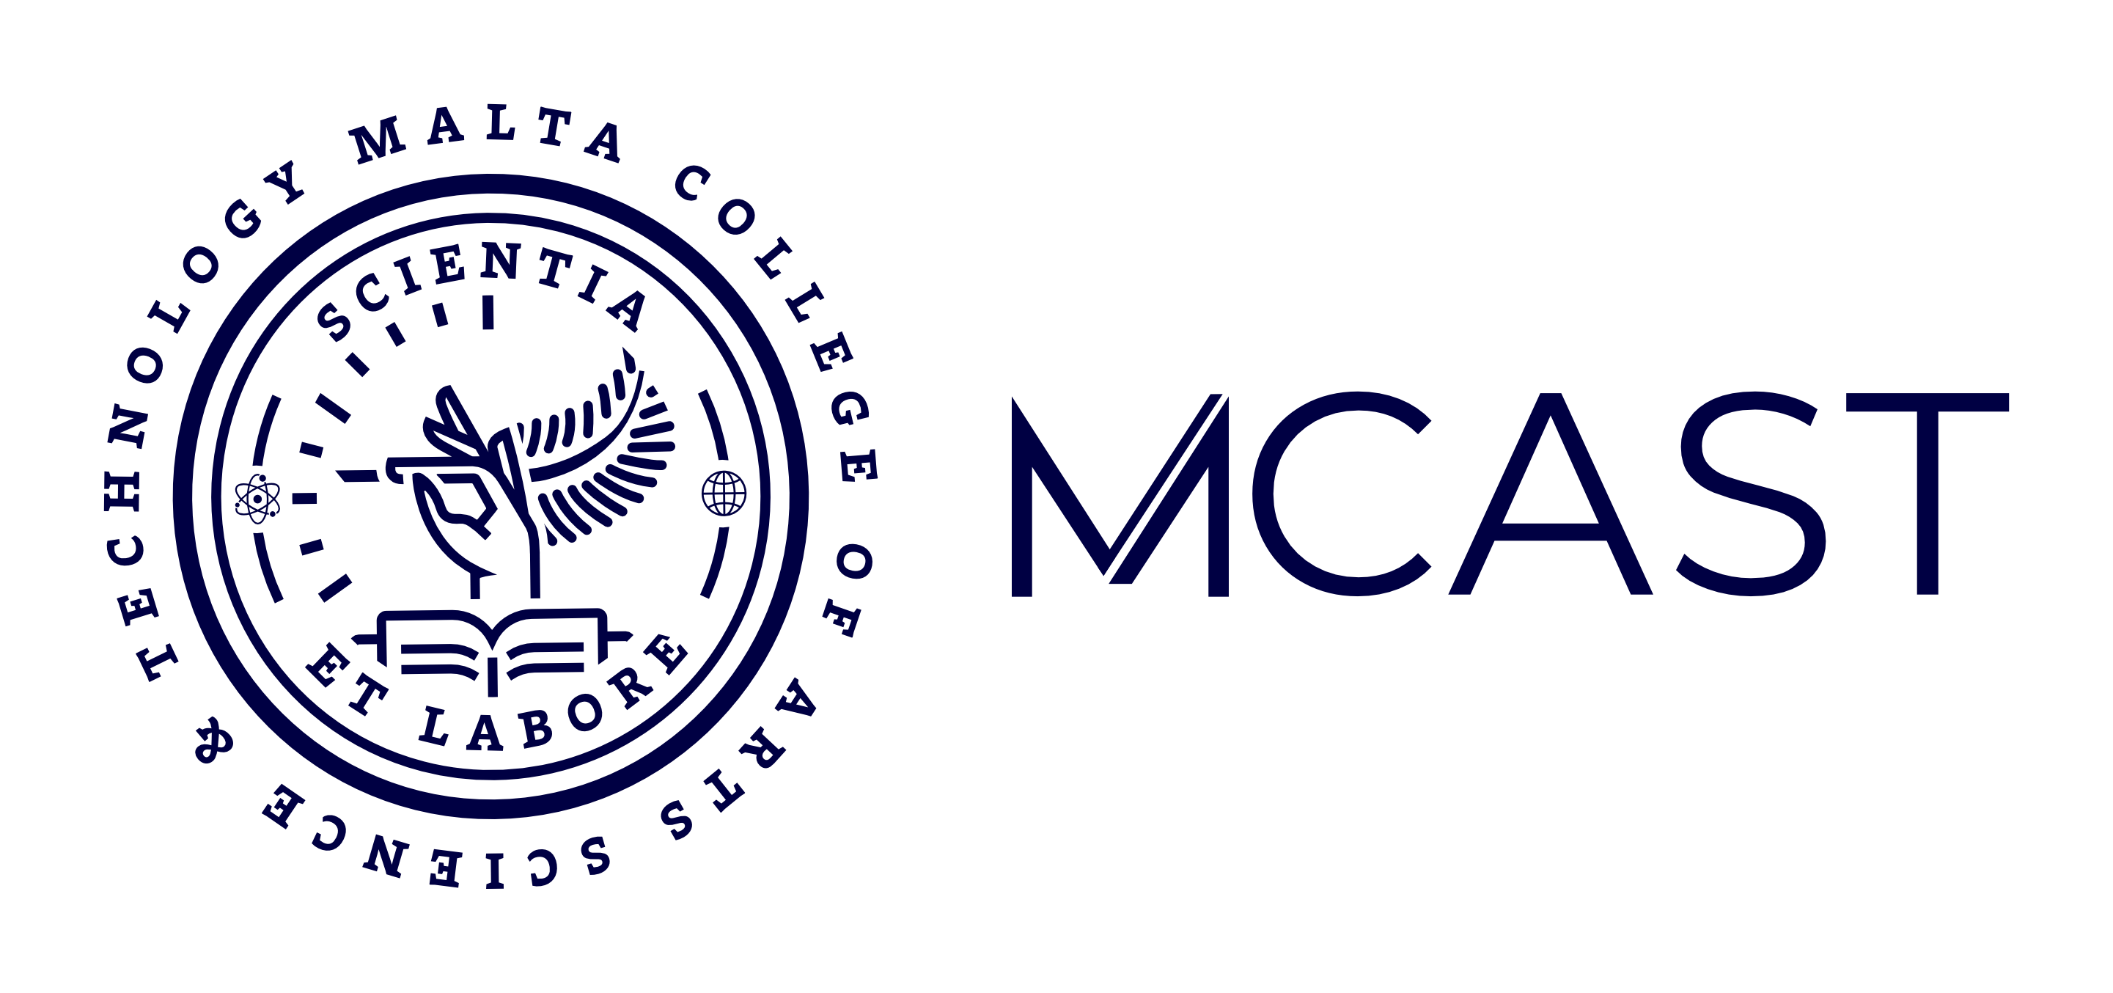 MALTA COLLEGE OF ARTS SCIENCE & TECHNOLOGY
SCIENTIA
ET LABORE
MCAST